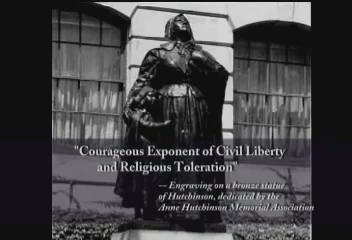 "Courageous Exponent of Civil Liberty
and Religious Toleration"
— Engraving on a bronze statue
of Hutchinson, dedicated by the
Anne Hutchinson Memorial Association